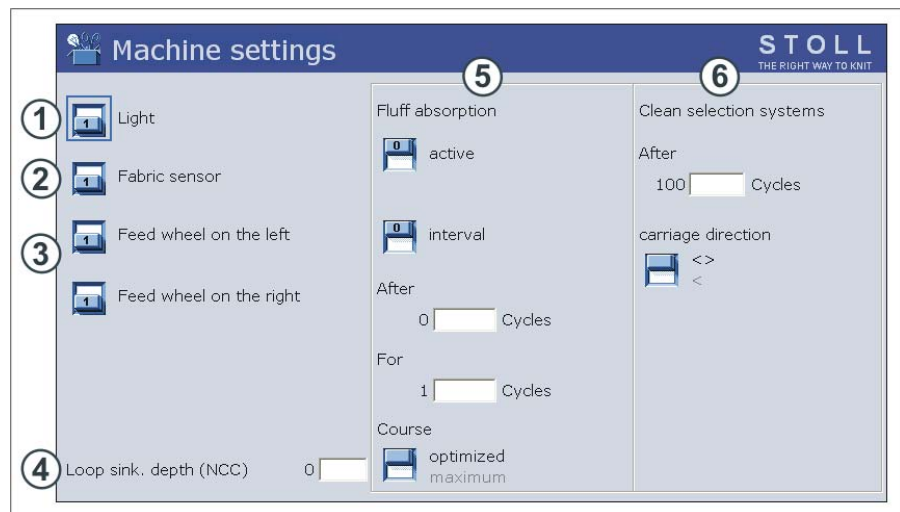 Machine settings
STOLL
THE RIGHT WAY TO KNIT
1
1 Light
2
1 Fabric sensor
3
1 Feed wheel on the left
1 Feed wheel on the right
4
Loop sink. depth (NCC) 0
5
Fluff absorption
0 active
0 interval
After
0 Cycles
For
1 Cycles
Course
optimized
maximum
6
Clean selection systems
After
100 Cycles
carriage direction
<>
<